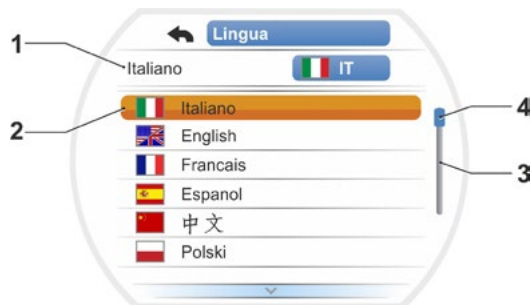 Lingua
1
Italiano IT
2 Italiano 4
English
Francais 3
Espanol
中文
Polski